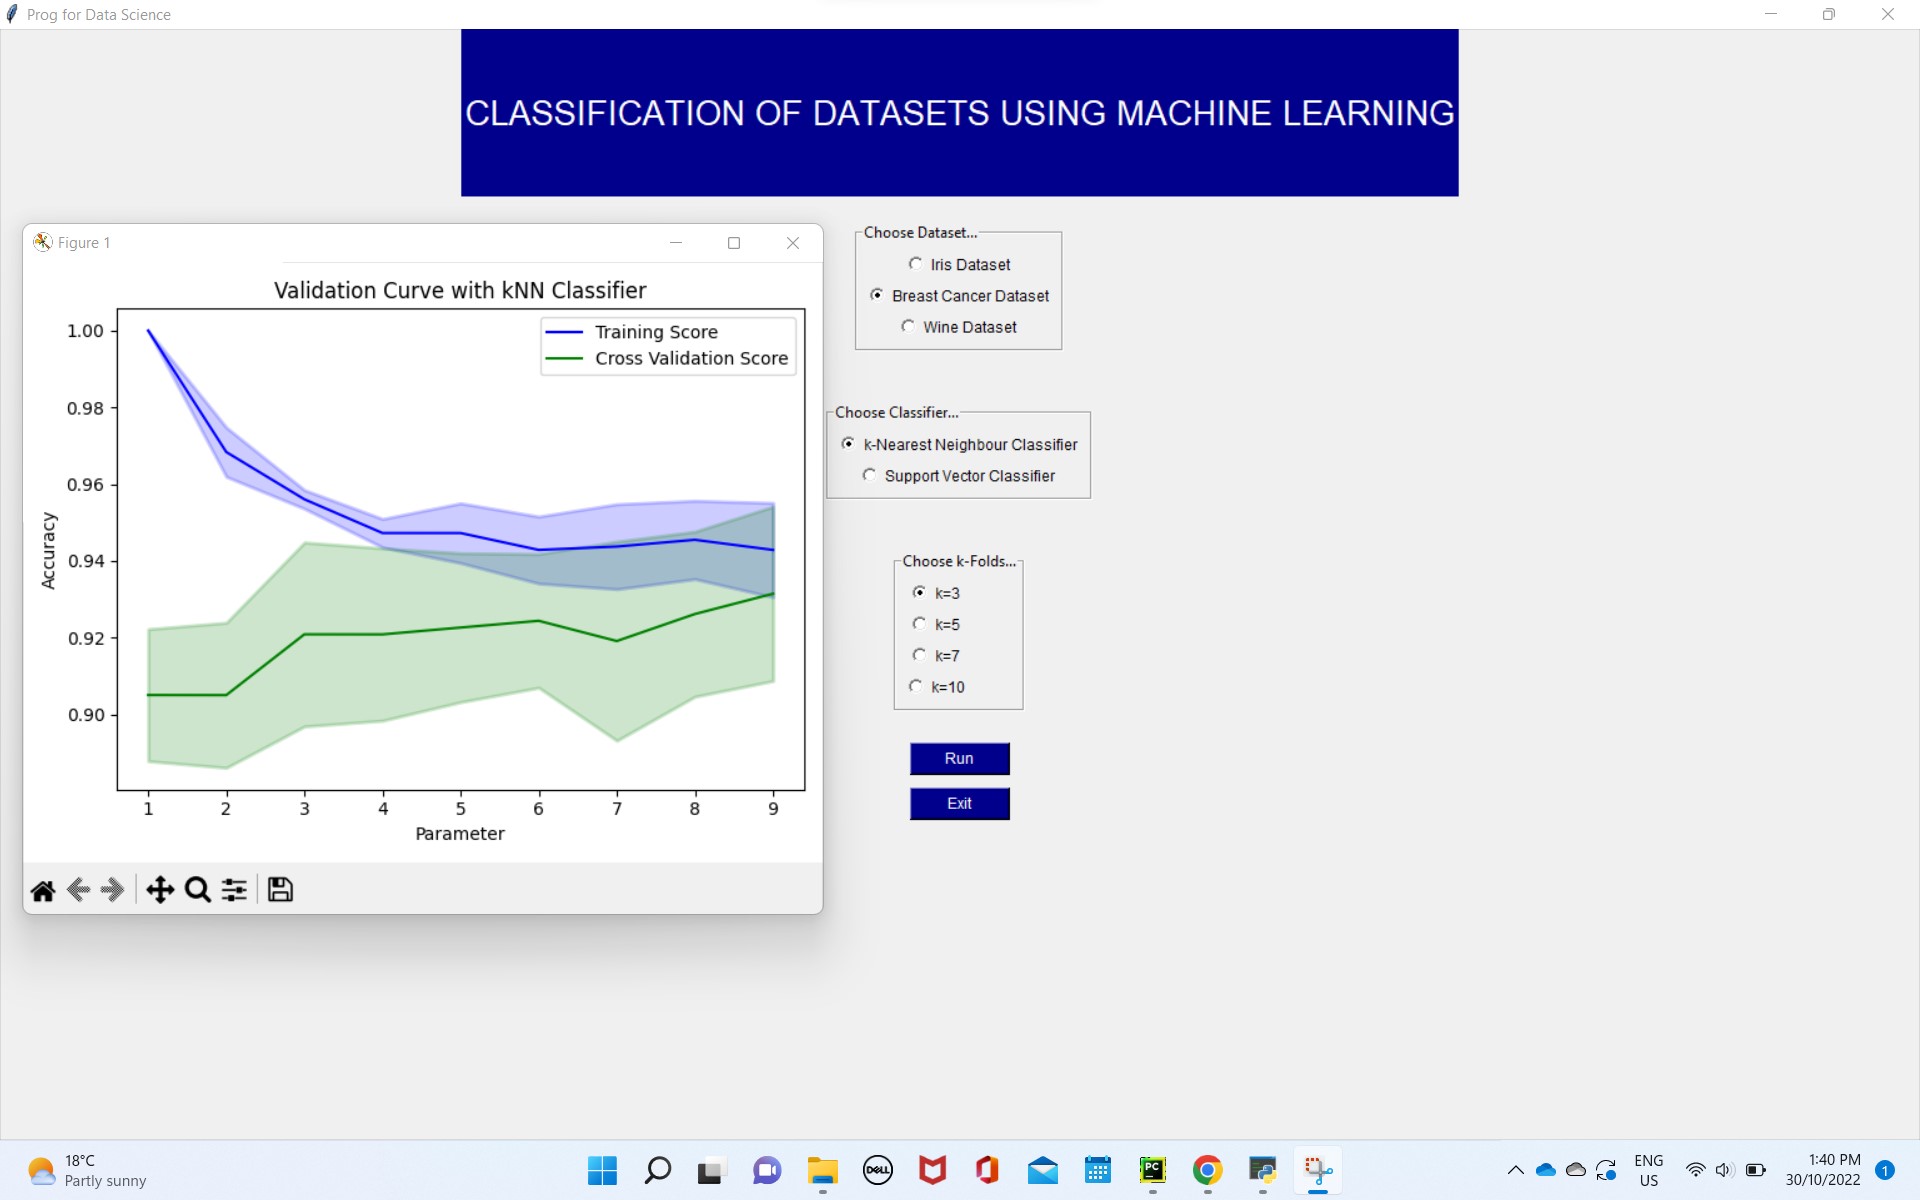 Prog for Data Science
CLASSIFICATION OF DATASETS USING MACHINE LEARNING
Figure 1
Validation Curve with kNN Classifier
Training Score
Cross Validation Score
1.00
0.98
0.96
0.94
0.92
0.90
Accuracy
1 2 3 4 5 6 7 8 9
Parameter
Choose Dataset...
Iris Dataset
Breast Cancer Dataset
Wine Dataset
Choose Classifier...
k-Nearest Neighbour Classifier
Support Vector Classifier
Choose k-Folds...
k=3
k=5
k=7
k=10
Run
Exit
18°C
Partly sunny
DELL
PC
ENG
US
1:40 PM
30/10/2022
1